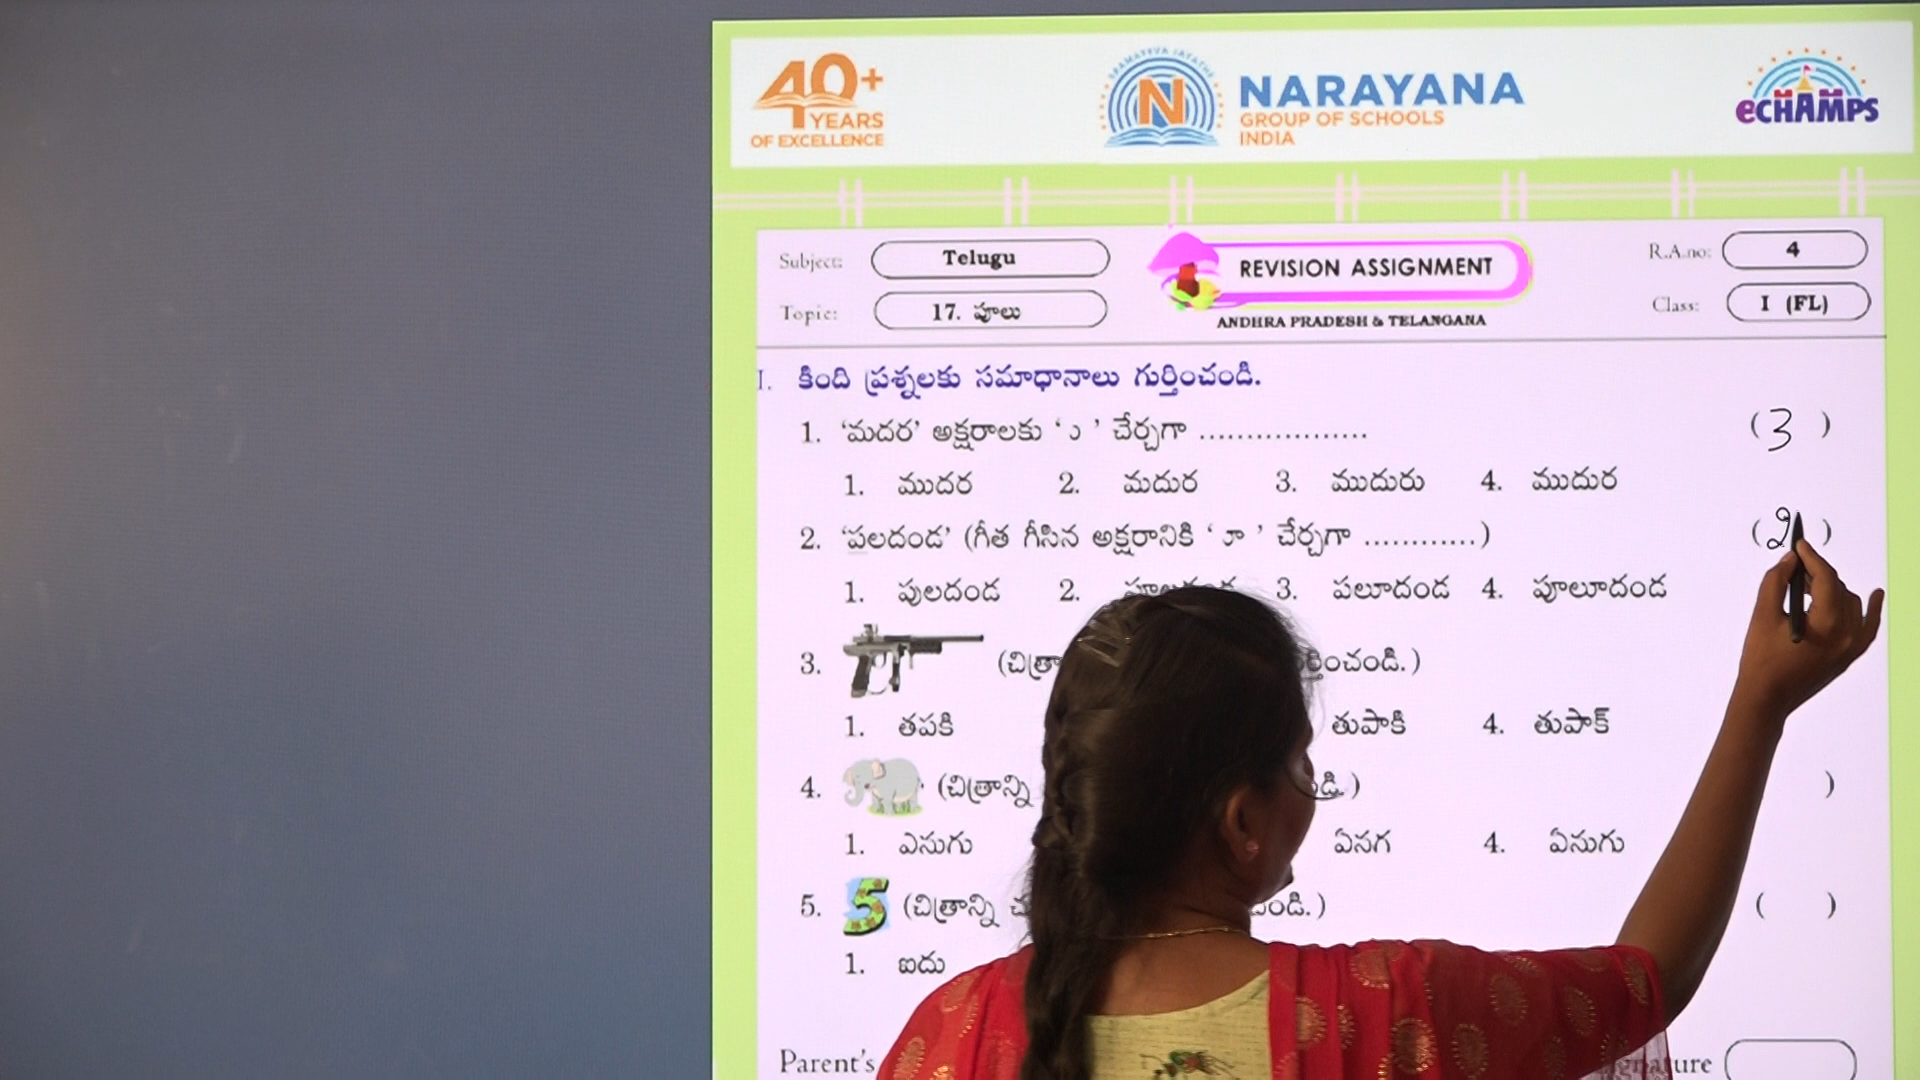 40+
YEARS
OF EXCELLENCE
SRAMAYEVA JAYATHE
N
NARAYANA
GROUP OF SCHOOLS
INDIA
eCHAMPS
Subject: Telugu
REVISION ASSIGNMENT
R.A.no: 4
Topic: 17. పూలు
ANDHRA PRADESH & TELANGANA
Class: I (FL)
I. కింది ప్రశ్నలకు సమాధానాలు గుర్తించండి.
1. ‘మదర’ అక్షరాలకు ‘ ు ’ చేర్చగా .................. ( 3 )
1. ముదర 2. మదుర 3. ముదురు 4. ముదుర
2. ‘పలదండ’ (గీత గీసిన అక్షరానికి ‘ ూ ’ చేర్చగా ............) ( 2 )
1. పులదండ 2. 3. పలూదండ 4. పూలూదండ
3. .)
1. తపకి తుపాకి 4. తుపాక్
4. (చిత్రాన్ని .) )
1. ఎనుగు ఏనగ 4. ఏనుగు
5. 5 (చిత్రాన్ని .) ( )
1. ఐదు
Parent's